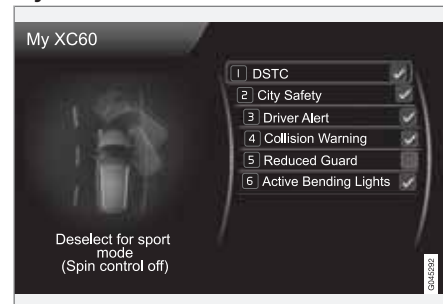 My XC60
1 DSTC
2 City Safety
3 Driver Alert
4 Collision Warning
5 Reduced Guard
6 Active Bending Lights
Deselect for sport
mode
(Spin control off)
G045292